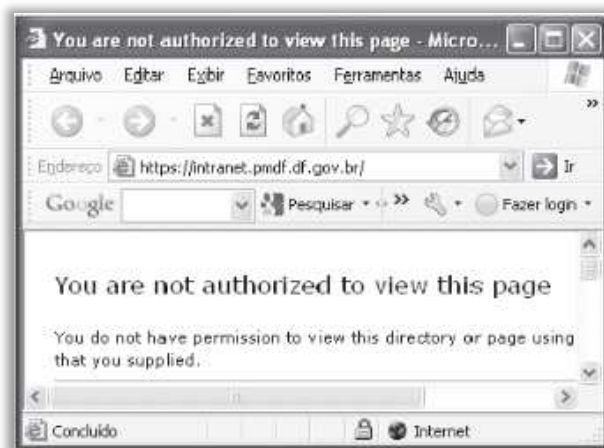 You are not authorized to view this page - Micro...
Arquivo Editar Exibir Favoritos Ferramentas Ajuda
»
Endereço https://intranet.pmdf.df.gov.br/ Ir
Google Pesquisar » Fazer login
You are not authorized to view this page
You do not have permission to view this directory or page using
that you supplied.
Concluído Internet